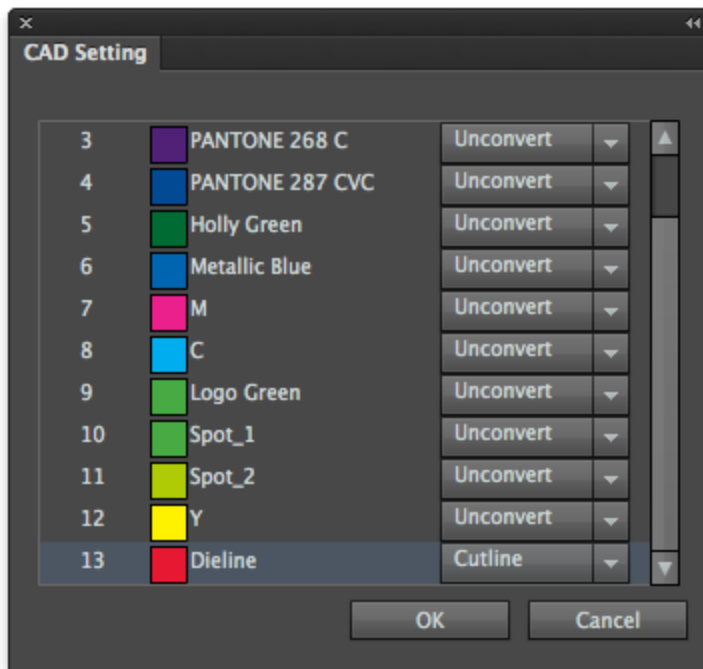 CAD Setting
3 PANTONE 268 C Unconvert
4 PANTONE 287 CVC Unconvert
5 Holly Green Unconvert
6 Metallic Blue Unconvert
7 M Unconvert
8 C Unconvert
9 Logo Green Unconvert
10 Spot_1 Unconvert
11 Spot_2 Unconvert
12 Y Unconvert
13 Dieline Cutline
OK Cancel